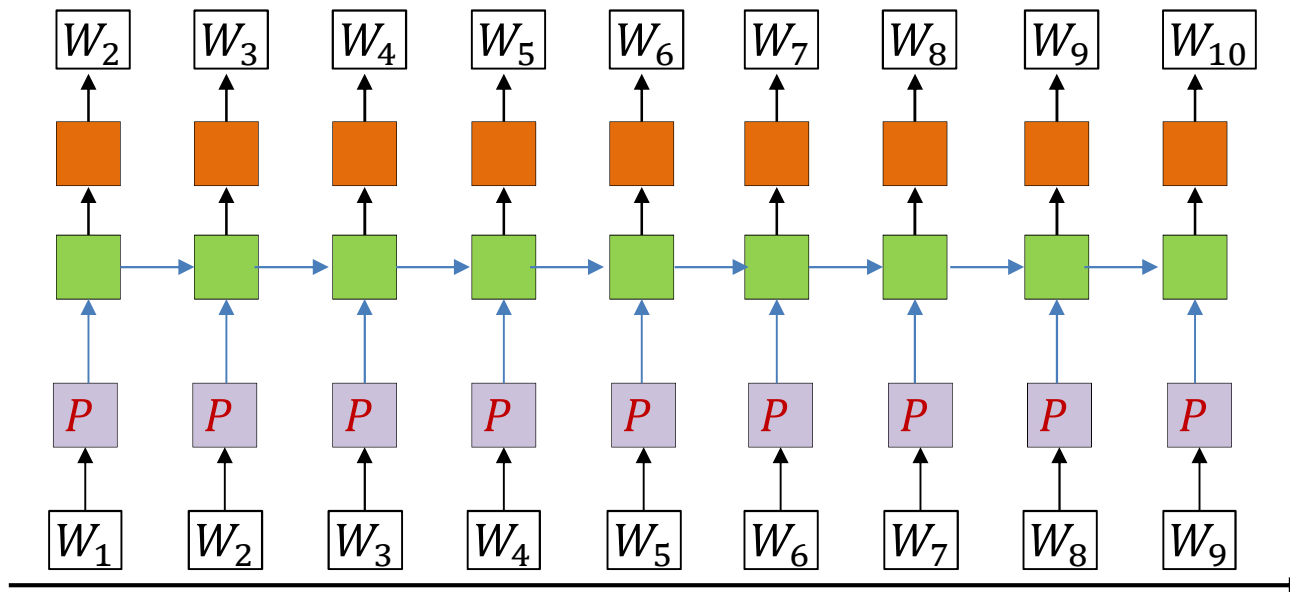 W₂ W₃ W₄ W₅ W₆ W₇ W₈ W₉ W₁₀
P P P P P P P P P
W₁ W₂ W₃ W₄ W₅ W₆ W₇ W₈ W₉